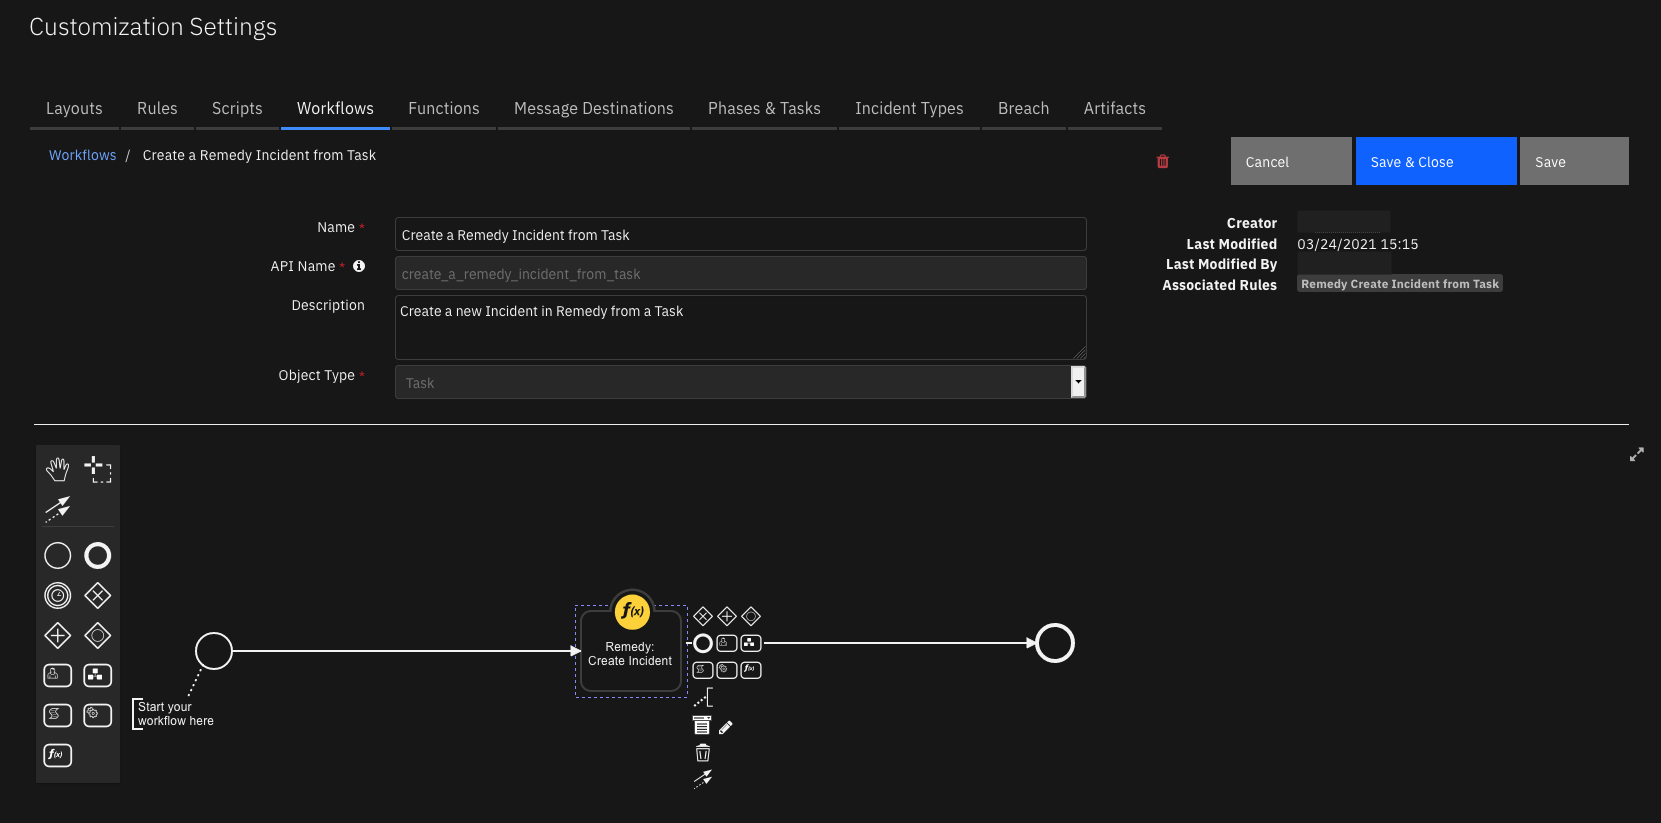 Customization Settings
Layouts Rules Scripts Workflows Functions Message Destinations Phases & Tasks Incident Types Breach Artifacts
Workflows / Create a Remedy Incident from Task
Cancel Save & Close Save
Name * Create a Remedy Incident from Task
API Name * create_a_remedy_incident_from_task
Description Create a new Incident in Remedy from a Task
Object Type * Task
Creator
Last Modified 03/24/2021 15:15
Last Modified By
Associated Rules Remedy Create Incident from Task
f(x)
Remedy:
Create Incident
f(x)
Start your
workflow here
f(x)